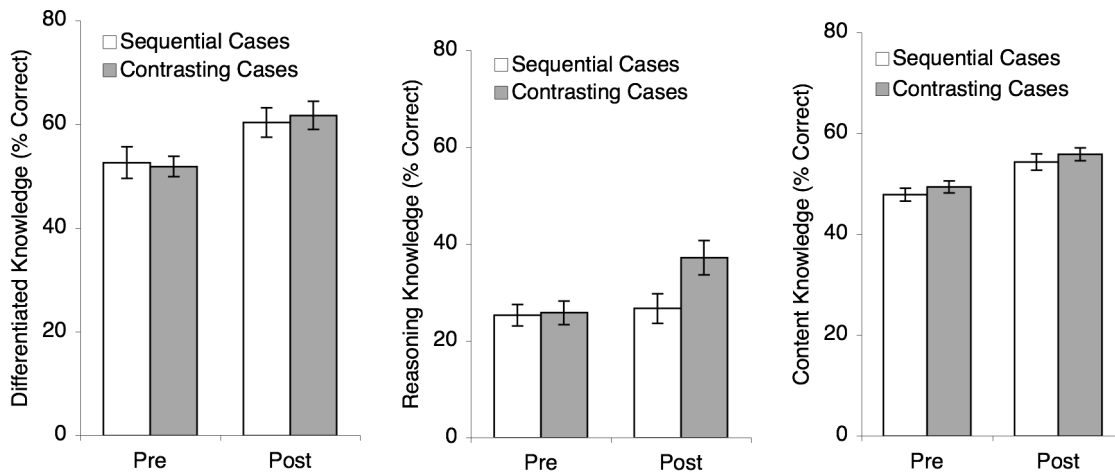 Differentiated Knowledge (% Correct)
80
60
40
20
0
Sequential Cases
Contrasting Cases
Pre
Post
Reasoning Knowledge (% Correct)
80
60
40
20
0
Sequential Cases
Contrasting Cases
Pre
Post
Content Knowledge (% Correct)
80
60
40
20
0
Sequential Cases
Contrasting Cases
Pre
Post